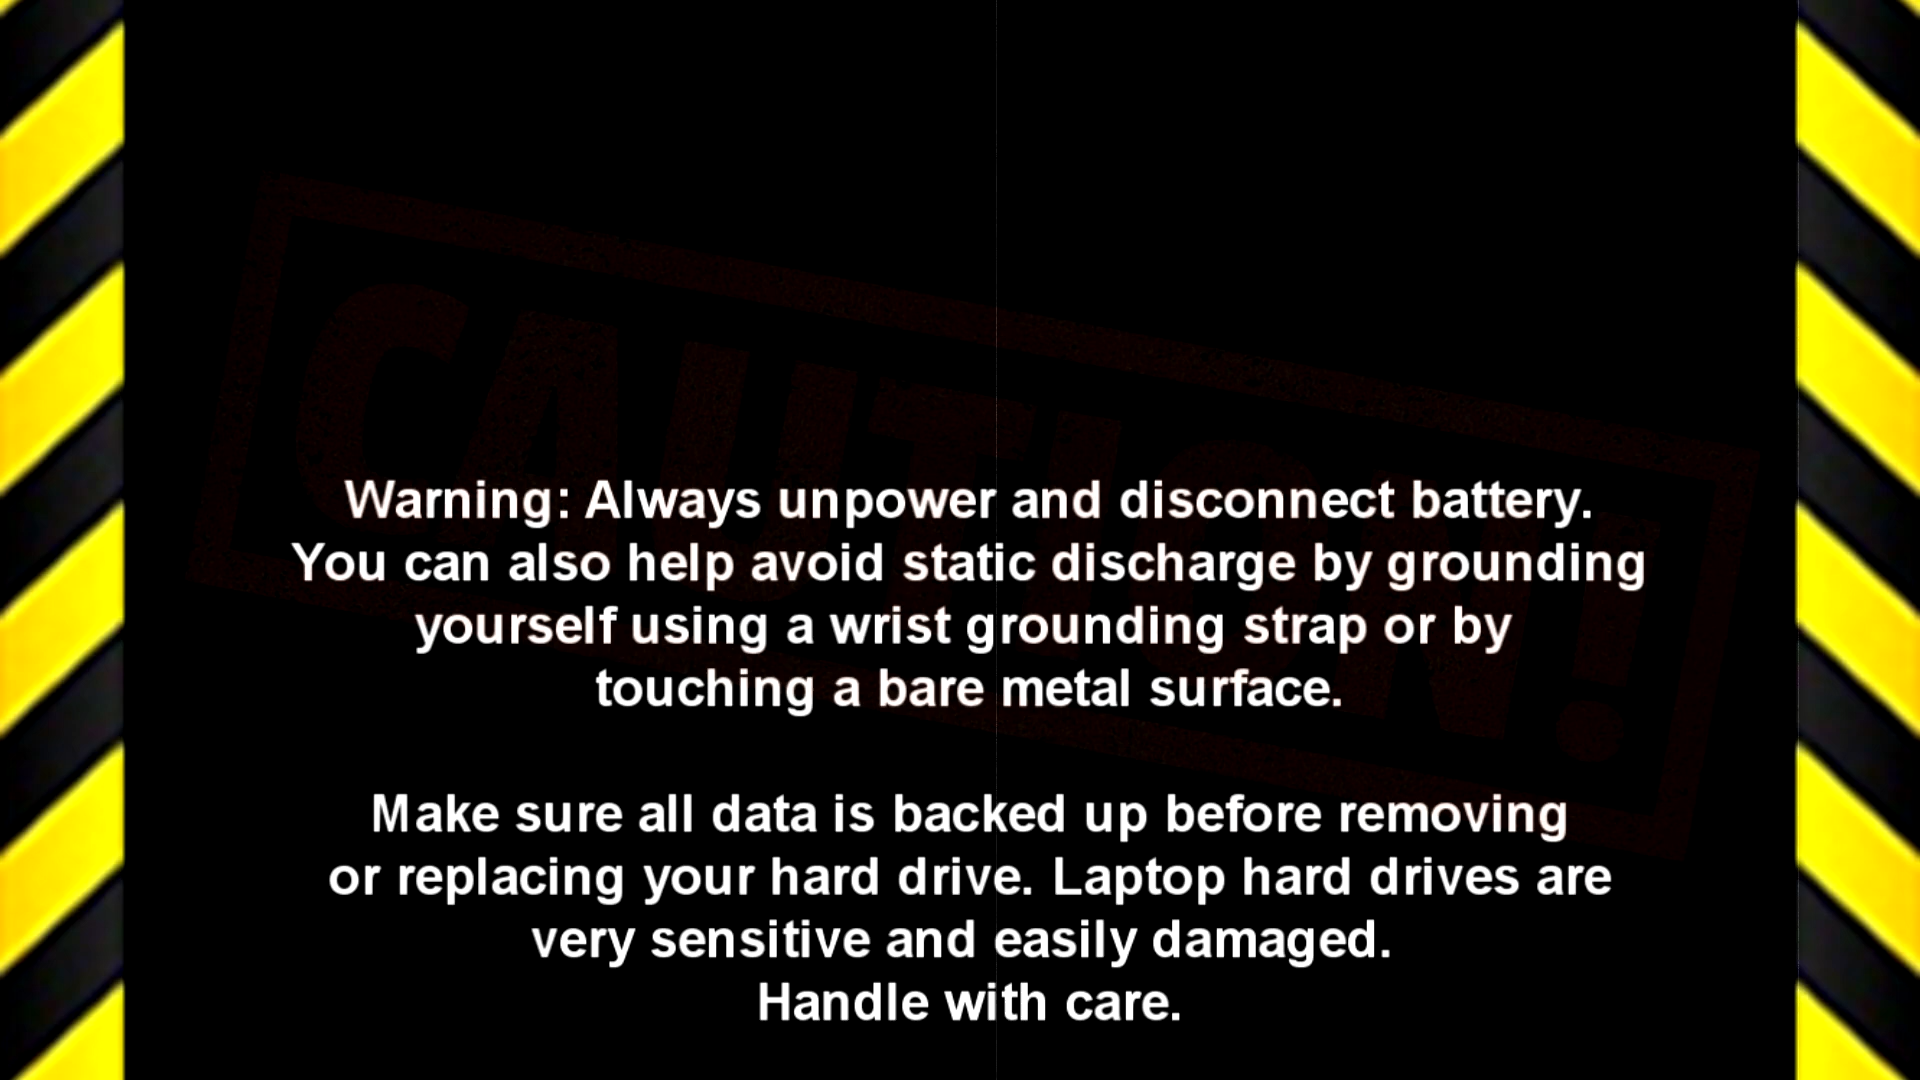 CAUTION!
Warning: Always unpower and disconnect battery.
You can also help avoid static discharge by grounding
yourself using a wrist grounding strap or by
touching a bare metal surface.
Make sure all data is backed up before removing
or replacing your hard drive. Laptop hard drives are
very sensitive and easily damaged.
Handle with care.